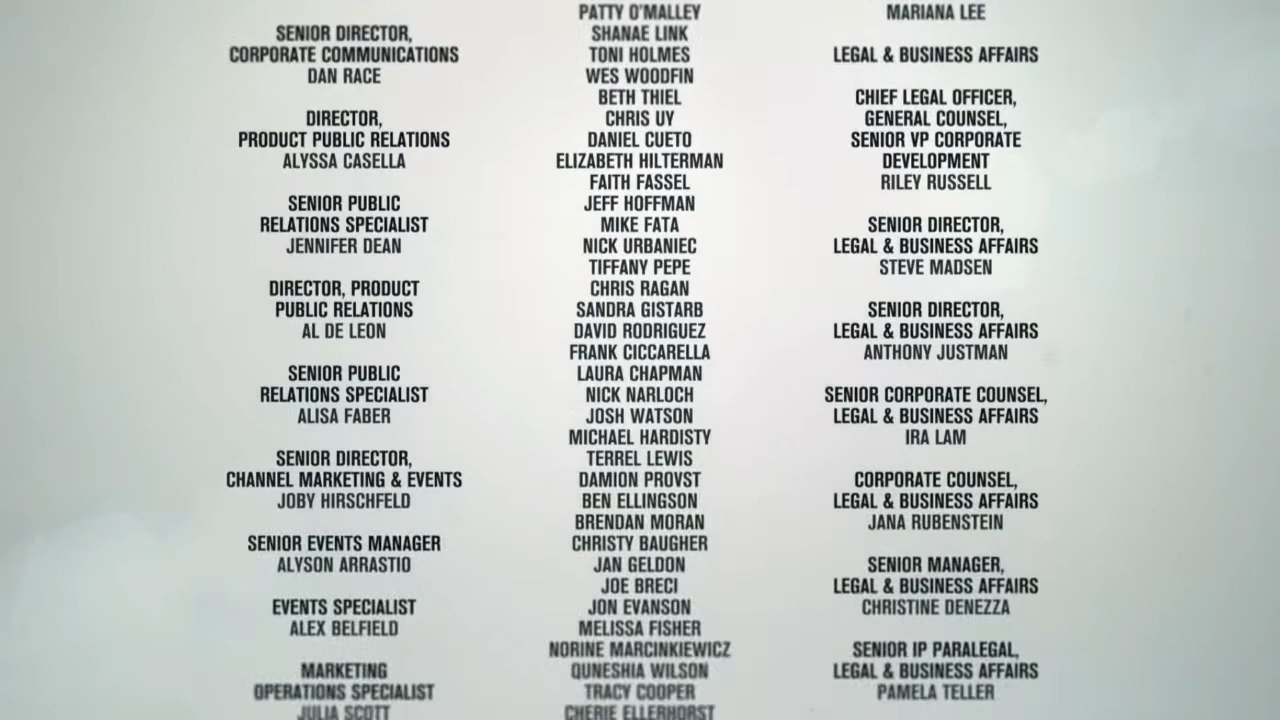 SENIOR DIRECTOR,
CORPORATE COMMUNICATIONS
DAN RACE
DIRECTOR,
PRODUCT PUBLIC RELATIONS
ALYSSA CASELLA
SENIOR PUBLIC
RELATIONS SPECIALIST
JENNIFER DEAN
DIRECTOR, PRODUCT
PUBLIC RELATIONS
AL DE LEON
SENIOR PUBLIC
RELATIONS SPECIALIST
ALISA FABER
SENIOR DIRECTOR,
CHANNEL MARKETING & EVENTS
JOBY HIRSCHFELD
SENIOR EVENTS MANAGER
ALYSON ARRASTIO
EVENTS SPECIALIST
ALEX BELFIELD
MARKETING
OPERATIONS SPECIALIST
JULIA SCOTT
PATTY O'MALLEY
SHANAE LINK
TONI HOLMES
WES WOODFIN
BETH THIEL
CHRIS UY
DANIEL CUETO
ELIZABETH HILTERMAN
FAITH FASSEL
JEFF HOFFMAN
MIKE FATA
NICK URBANIEC
TIFFANY PEPE
CHRIS RAGAN
SANDRA GISTARB
DAVID RODRIGUEZ
FRANK CICCARELLA
LAURA CHAPMAN
NICK NARLOCH
JOSH WATSON
MICHAEL HARDISTY
TERREL LEWIS
DAMION PROVST
BEN ELLINGSON
BRENDAN MORAN
CHRISTY BAUGHER
JAN GELDON
JOE BRECI
JON EVANSON
MELISSA FISHER
NORINE MARCINKIEWICZ
QUNESHIA WILSON
TRACY COOPER
CHERIE ELLERHORST
MARIANA LEE
LEGAL & BUSINESS AFFAIRS
CHIEF LEGAL OFFICER,
GENERAL COUNSEL,
SENIOR VP CORPORATE
DEVELOPMENT
RILEY RUSSELL
SENIOR DIRECTOR,
LEGAL & BUSINESS AFFAIRS
STEVE MADSEN
SENIOR DIRECTOR,
LEGAL & BUSINESS AFFAIRS
ANTHONY JUSTMAN
SENIOR CORPORATE COUNSEL,
LEGAL & BUSINESS AFFAIRS
IRA LAM
CORPORATE COUNSEL,
LEGAL & BUSINESS AFFAIRS
JANA RUBENSTEIN
SENIOR MANAGER,
LEGAL & BUSINESS AFFAIRS
CHRISTINE DENEZZA
SENIOR IP PARALEGAL,
LEGAL & BUSINESS AFFAIRS
PAMELA TELLER